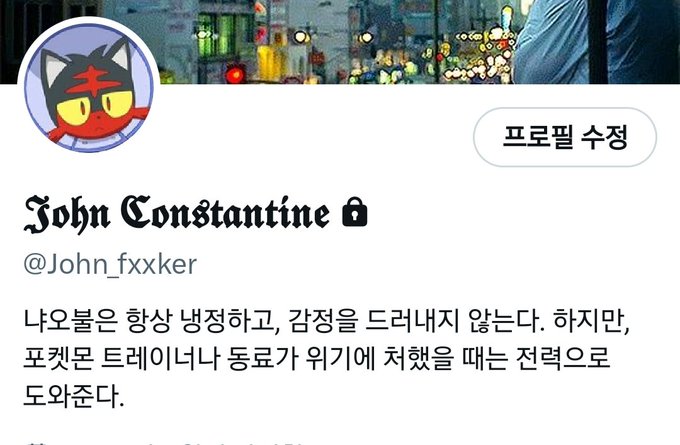 프로필 수정
John Constantine
@John_fxxker
냐오불은 항상 냉정하고, 감정을 드러내지 않는다. 하지만,
포켓몬 트레이너나 동료가 위기에 처했을 때는 전력으로
도와준다.